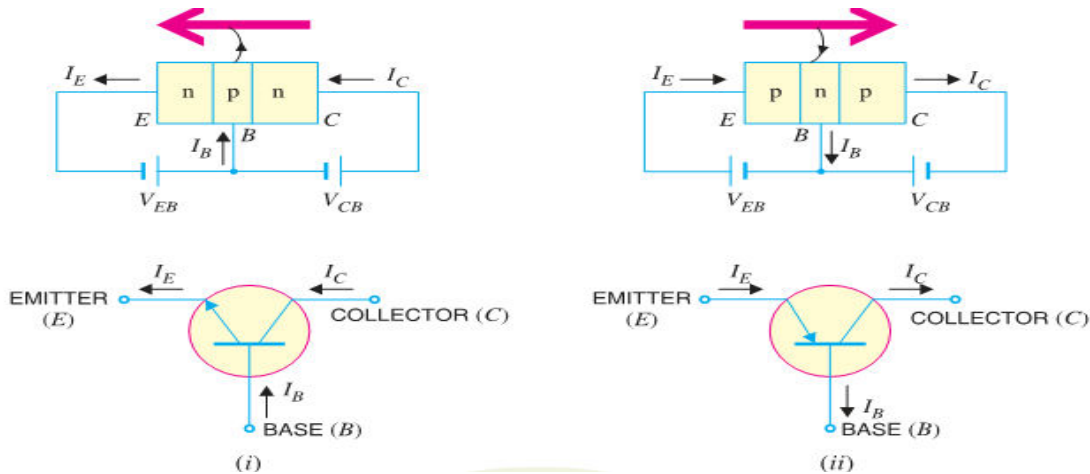 I_E
I_C
n p n
E
B
C
I_B
V_EB
V_CB
I_E
I_C
EMITTER
(E)
COLLECTOR (C)
I_B
BASE (B)
(i)
I_E
I_C
p n p
E
B
C
I_B
V_EB
V_CB
I_E
I_C
EMITTER
(E)
COLLECTOR (C)
I_B
BASE (B)
(ii)